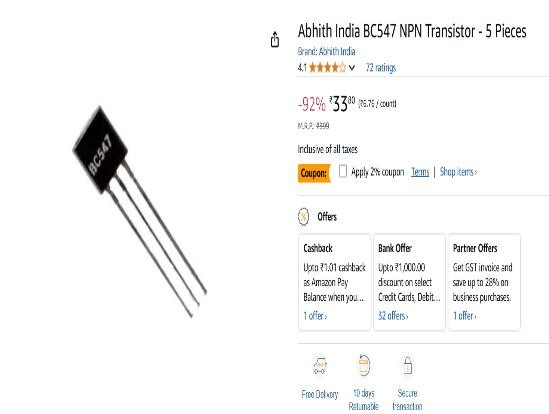 BC547
Abhith India BC547 NPN Transistor - 5 Pieces
Brand: Abhith India
4.1 72 ratings
-92% ₹33⁸⁰ (₹6.76 / count)
M.R.P.: ₹399
Inclusive of all taxes
Coupon: Apply 2% coupon Terms | Shop items›
Offers
Cashback
Upto ₹1.01 cashback
as Amazon Pay
Balance when you...
1 offer›
Bank Offer
Upto ₹1,000.00
discount on select
Credit Cards, Debit...
32 offers›
Partner Offers
Get GST invoice and
save up to 28% on
business purchases.
1 offer›
Free Delivery
10 days
Returnable
Secure
transaction